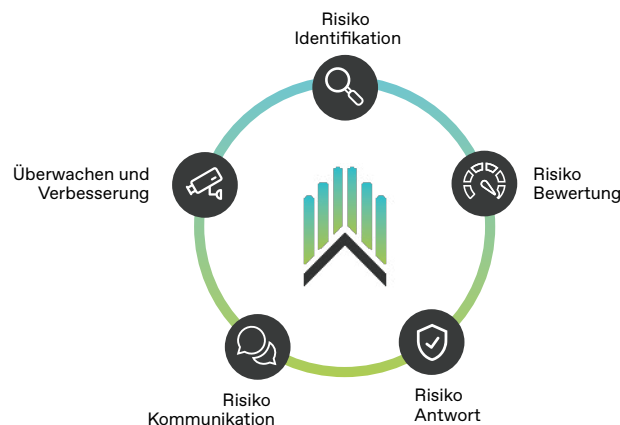 Risiko
Identifikation
Risiko
Bewertung
Risiko
Antwort
Risiko
Kommunikation
Überwachen und
Verbesserung